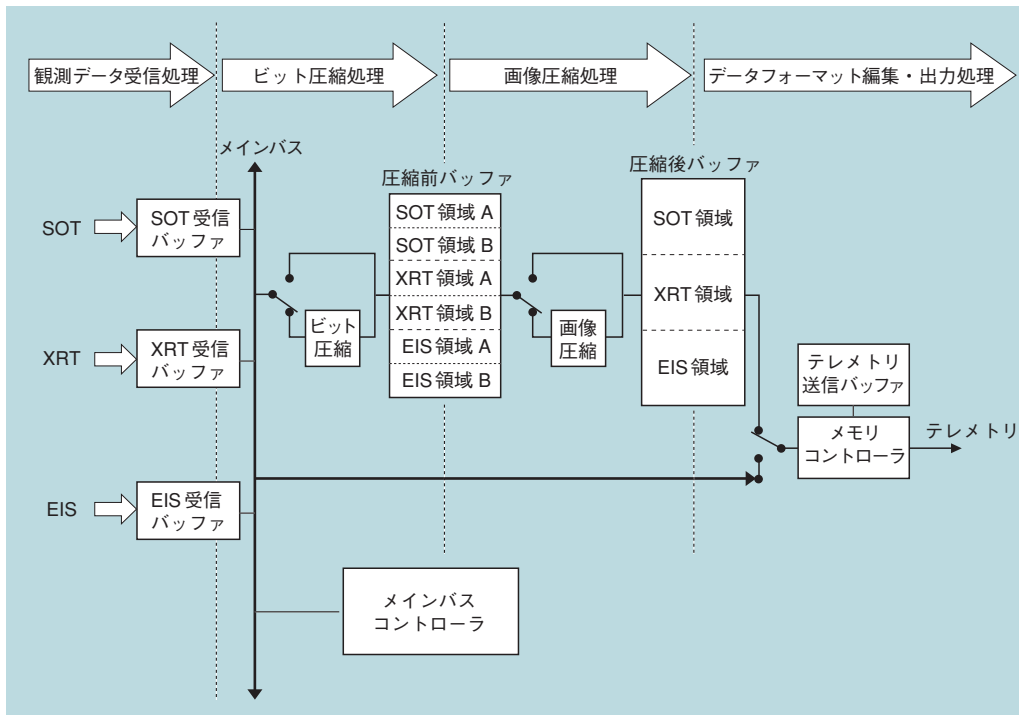 観測データ受信処理
ビット圧縮処理
画像圧縮処理
データフォーマット編集・出力処理
メインバス
圧縮前バッファ
圧縮後バッファ
SOT
SOT 受信
バッファ
XRT
XRT 受信
バッファ
EIS
EIS 受信
バッファ
ビット
圧縮
SOT 領域 A
SOT 領域 B
XRT 領域 A
XRT 領域 B
EIS 領域 A
EIS 領域 B
画像
圧縮
SOT 領域
XRT 領域
EIS 領域
テレメトリ
送信バッファ
メモリ
コントローラ
テレメトリ
メインバス
コントローラ